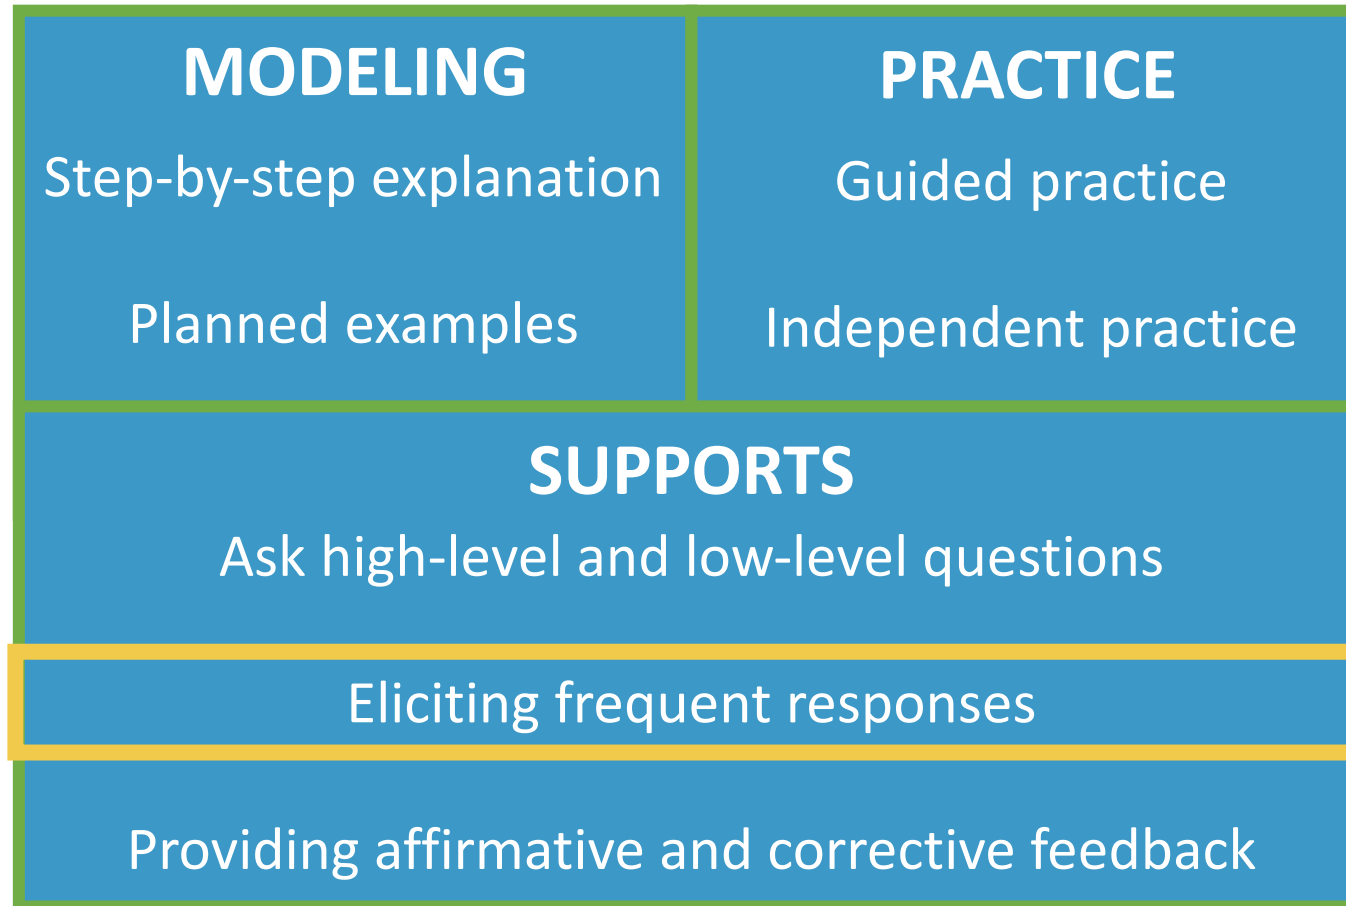 MODELING
Step-by-step explanation
Planned examples
PRACTICE
Guided practice
Independent practice
SUPPORTS
Ask high-level and low-level questions
Eliciting frequent responses
Providing affirmative and corrective feedback